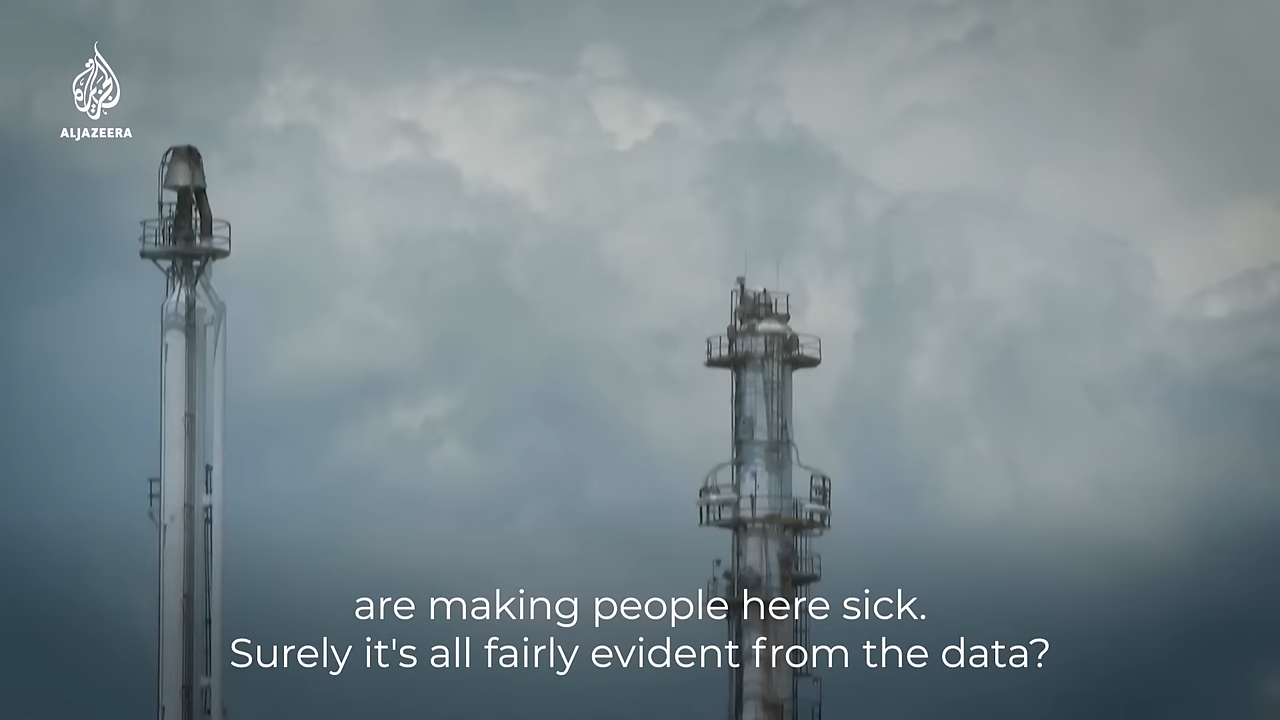 ALJAZEERA
are making people here sick.
Surely it's all fairly evident from the data?